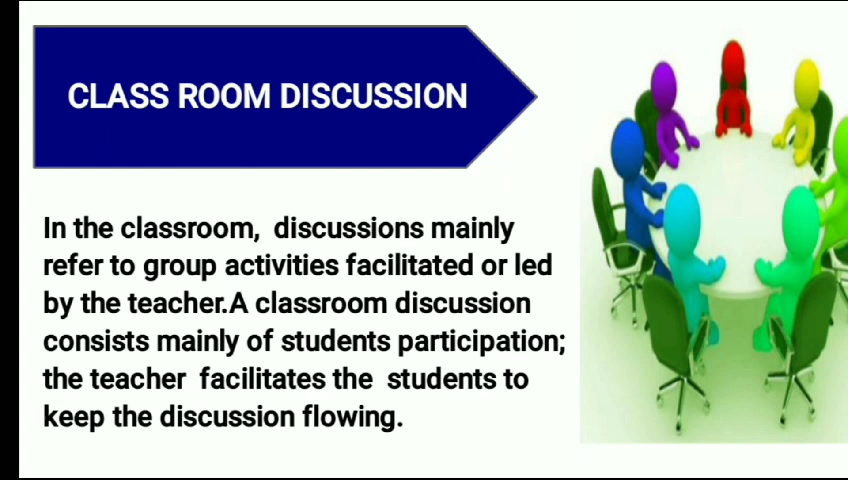 CLASS ROOM DISCUSSION
In the classroom, discussions mainly
refer to group activities facilitated or led
by the teacher.A classroom discussion
consists mainly of students participation;
the teacher facilitates the students to
keep the discussion flowing.